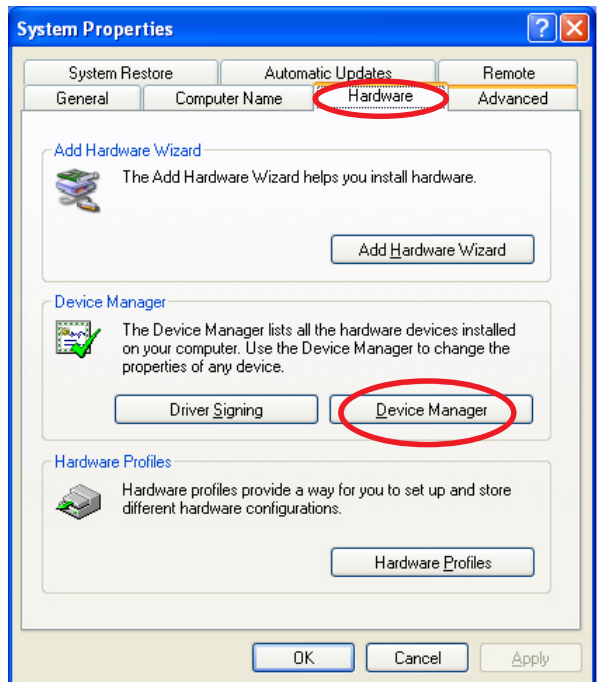 System Properties
System Restore Automatic Updates Remote
General Computer Name Hardware Advanced
Add Hardware Wizard
The Add Hardware Wizard helps you install hardware.
Add Hardware Wizard
Device Manager
The Device Manager lists all the hardware devices installed
on your computer. Use the Device Manager to change the
properties of any device.
Driver Signing Device Manager
Hardware Profiles
Hardware profiles provide a way for you to set up and store
different hardware configurations.
Hardware Profiles
OK Cancel Apply